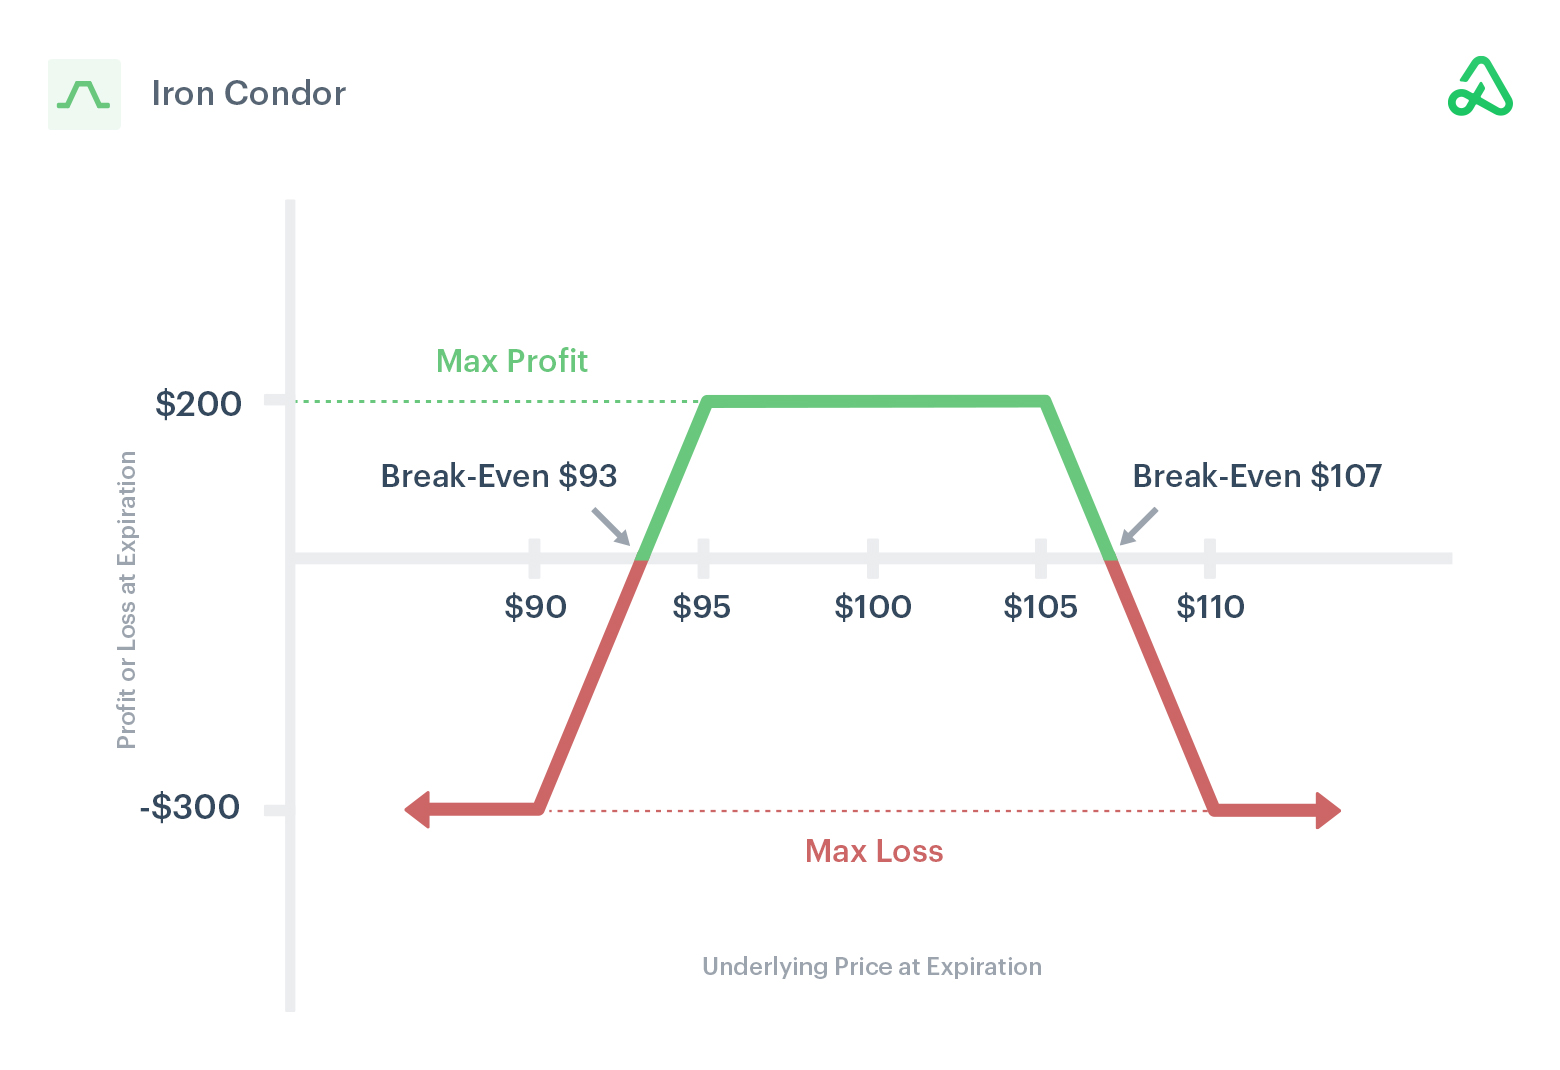 Iron Condor
Max Profit
$200
Break-Even $93
Break-Even $107
Profit or Loss at Expiration
$90
$95
$100
$105
$110
-$300
Max Loss
Underlying Price at Expiration